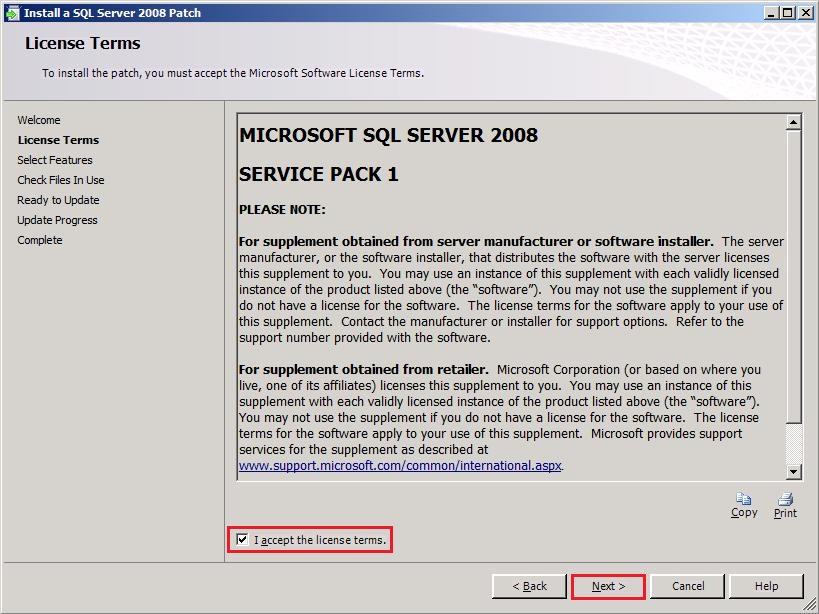 Install a SQL Server 2008 Patch
License Terms
To install the patch, you must accept the Microsoft Software License Terms.
Welcome
License Terms
Select Features
Check Files In Use
Ready to Update
Update Progress
Complete
MICROSOFT SQL SERVER 2008
SERVICE PACK 1
PLEASE NOTE:
For supplement obtained from server manufacturer or software installer.  The server
manufacturer, or the software installer, that distributes the software with the server licenses
this supplement to you.  You may use an instance of this supplement with each validly licensed
instance of the product listed above (the “software”).  You may not use the supplement if you
do not have a license for the software.  The license terms for the software apply to your use of
this supplement.  Contact the manufacturer or installer for support options.  Refer to the
support number provided with the software.
For supplement obtained from retailer.  Microsoft Corporation (or based on where you
live, one of its affiliates) licenses this supplement to you.  You may use an instance of this
supplement with each validly licensed instance of the product listed above (the “software”).
You may not use the supplement if you do not have a license for the software.  The license
terms for the software apply to your use of this supplement.  Microsoft provides support
services for the supplement as described at
www.support.microsoft.com/common/international.aspx.
Copy
Print
I accept the license terms.
< Back
Next >
Cancel
Help